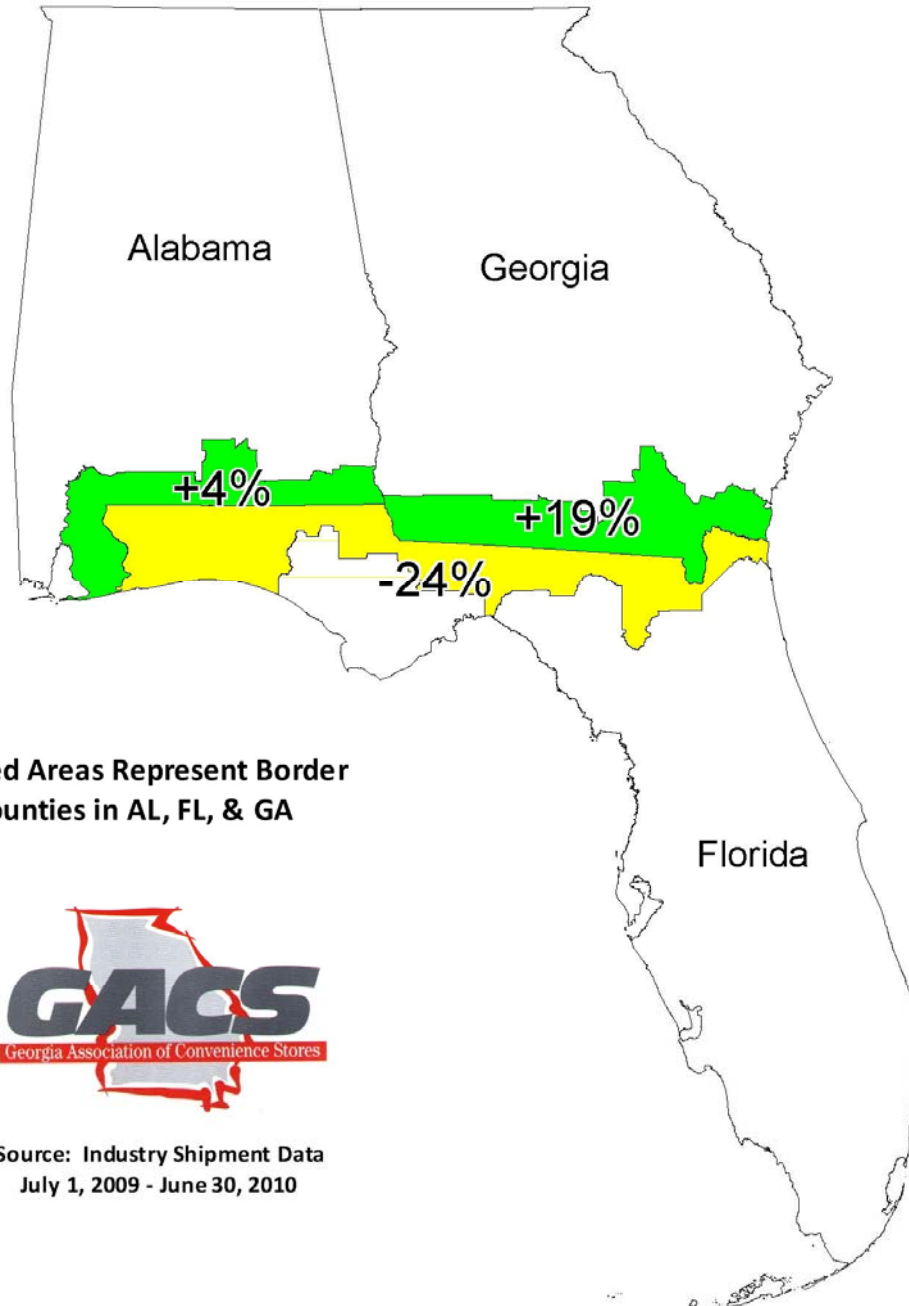 Alabama
Georgia
+4%
+19%
-24%
ed Areas Represent Border
ounties in AL, FL, & GA
Florida
GACS
Georgia Association of Convenience Stores
Source: Industry Shipment Data
July 1, 2009 - June 30, 2010